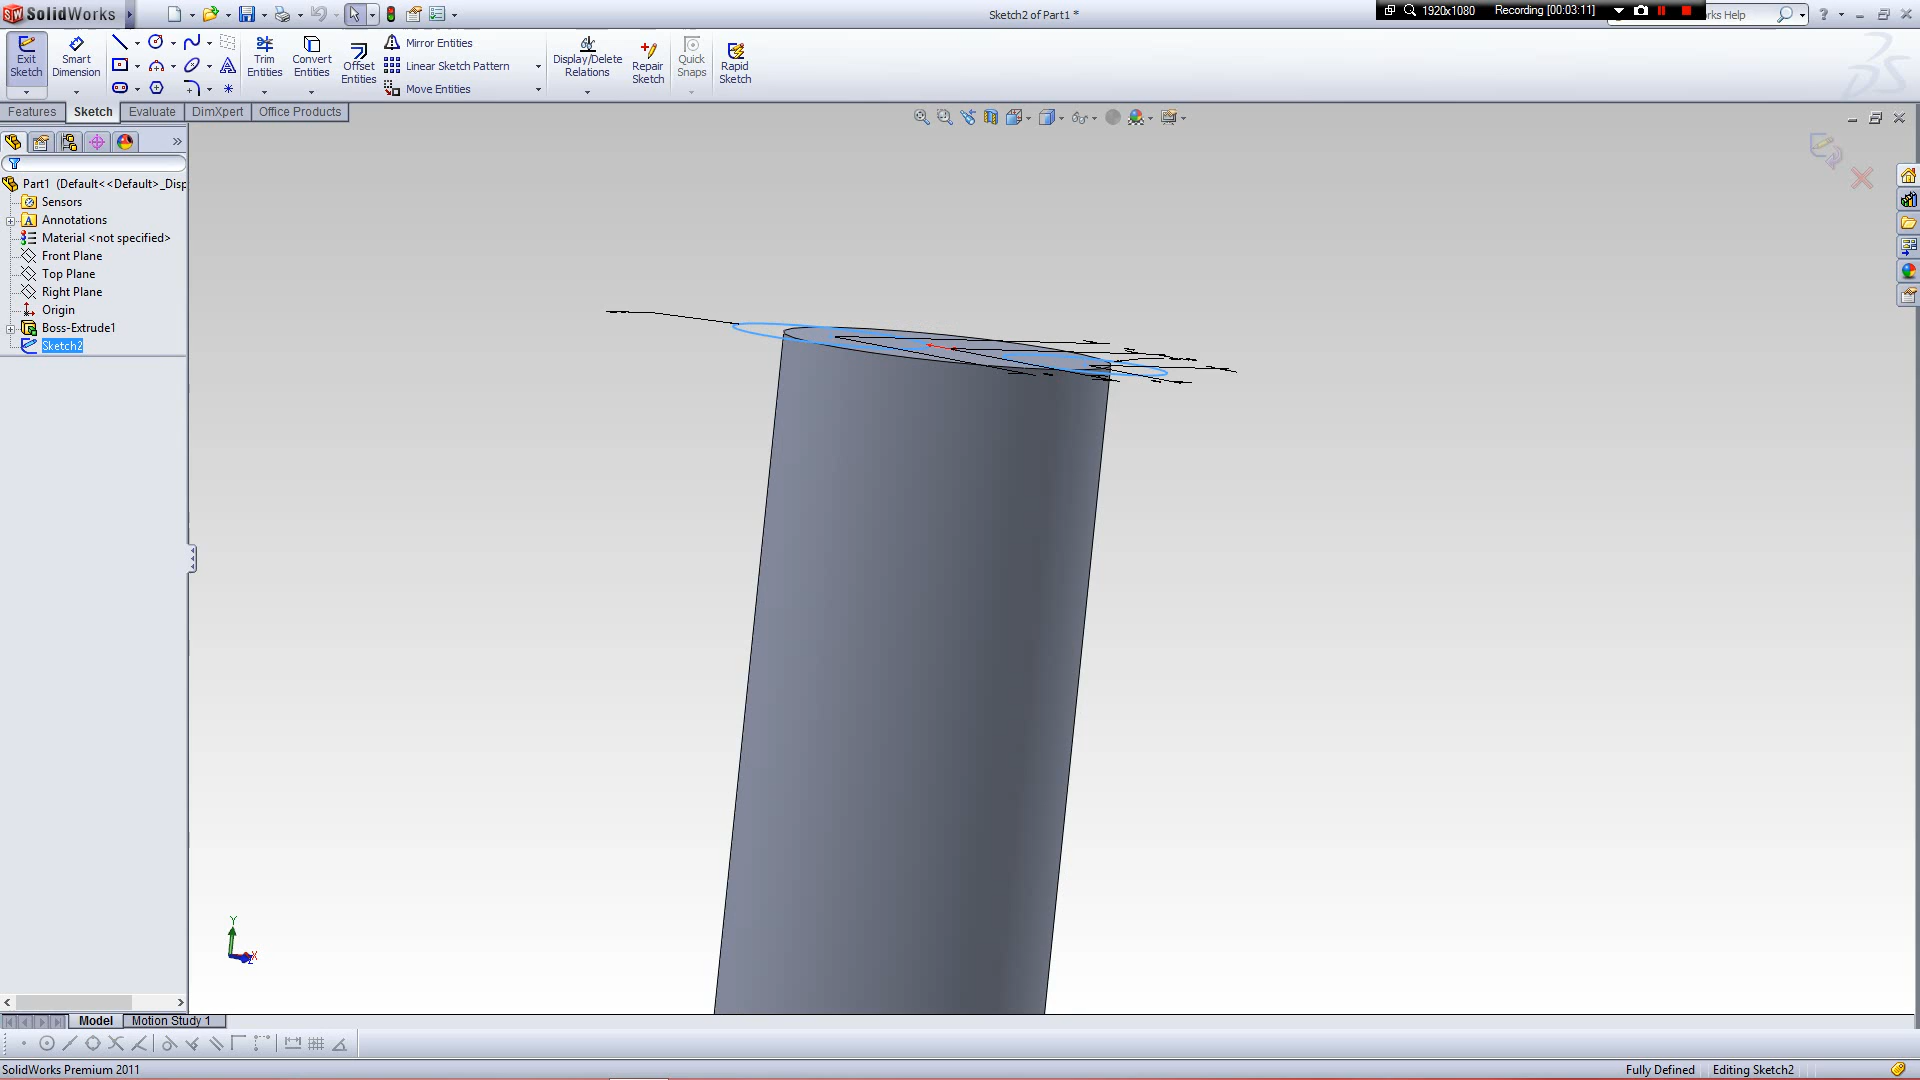 SolidWorks
Sketch2 of Part1 *
1920x1080
Recording [00:03:11]
rks Help
Exit Sketch
Smart Dimension
Trim Entities
Convert Entities
Offset Entities
Mirror Entities
Linear Sketch Pattern
Move Entities
Display/Delete Relations
Repair Sketch
Quick Snaps
Rapid Sketch
Features
Sketch
Evaluate
DimXpert
Office Products
Part1 (Default<<Default>_Disp
Sensors
Annotations
Material <not specified>
Front Plane
Top Plane
Right Plane
Origin
Boss-Extrude1
Sketch2
Y
X
Model
Motion Study 1
SolidWorks Premium 2011
Fully Defined
Editing Sketch2